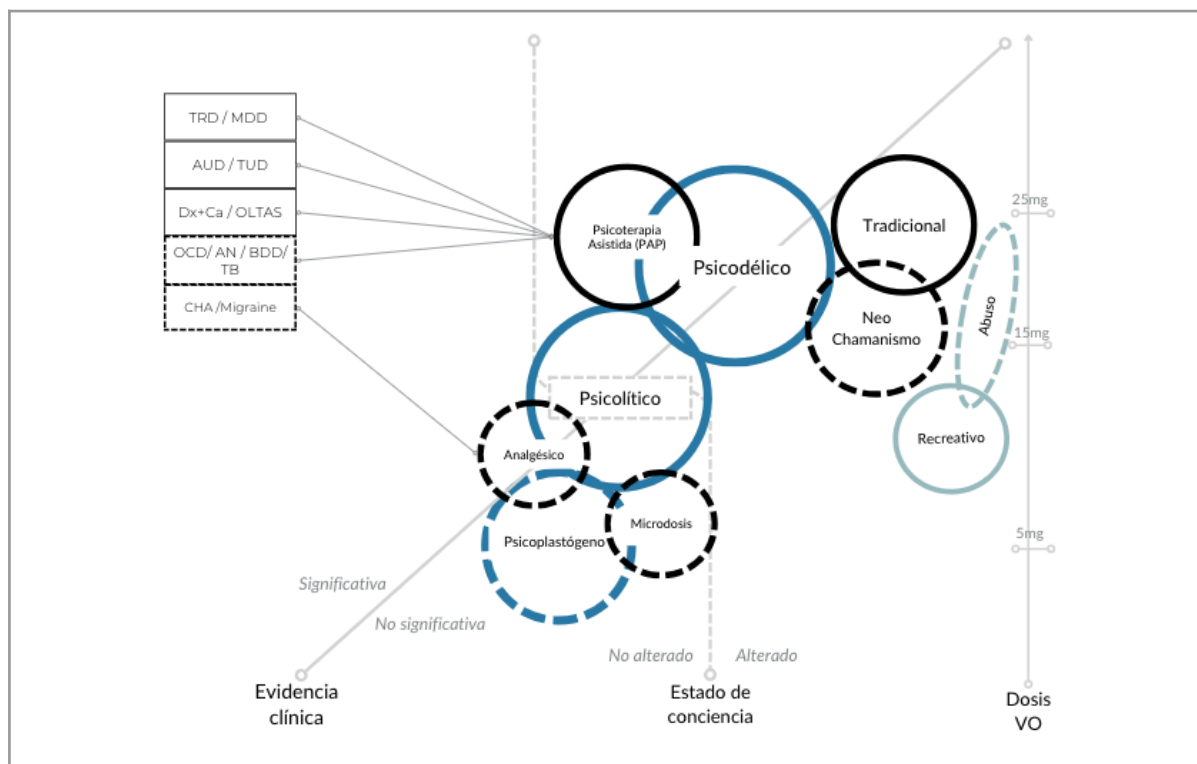 TRD / MDD
AUD / TUD
Dx+Ca / OLTAS
OCD/ AN / BDD/
TB
CHA /Migraine
Psicoterapia
Asistida (PAP)
Psicodélico
Tradicional
25mg
Abuso
Neo
Chamanismo
15mg
Psicolítico
Recreativo
Analgésico
Microdosis
Psicoplastógeno
5mg
Significativa
No significativa
No alterado
Alterado
Evidencia
clínica
Estado de
conciencia
Dosis
VO